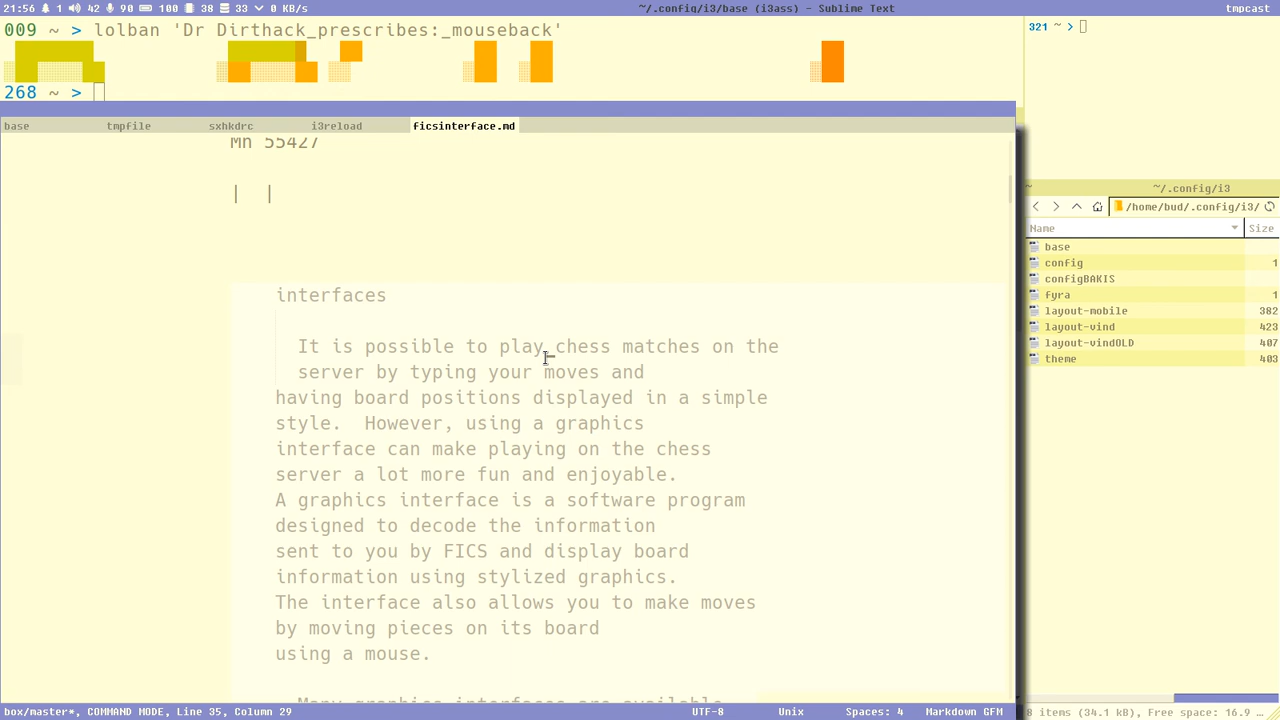 21:56 1 42 90 100 38 33 0 KB/s ~/.config/i3/base (i3ass) - Sublime Text tmpcast
009 ~ > lolban 'Dr Dirthack_prescribes:_mouseback'
268 ~ >
321 ~ >
base tmpfile sxhkdrc i3reload ficsinterface.md
Mn 55427
| |
interfaces
It is possible to play chess matches on the
server by typing your moves and
having board positions displayed in a simple
style.  However, using a graphics
interface can make playing on the chess
server a lot more fun and enjoyable.
A graphics interface is a software program
designed to decode the information
sent to you by FICS and display board
information using stylized graphics.
The interface also allows you to make moves
by moving pieces on its board
using a mouse.
Many graphics interfaces are available
box/master*, COMMAND MODE, Line 35, Column 29 UTF-8 Unix Spaces: 4 Markdown GFM
~ ~/.config/i3
/home/bud/.config/i3/
Name Size
base
config 1
configBAKIS
fyra 1
layout-mobile 382
layout-vind 423
layout-vindOLD 407
theme 403
8 items (34.1 kB), Free space: 16.9 …